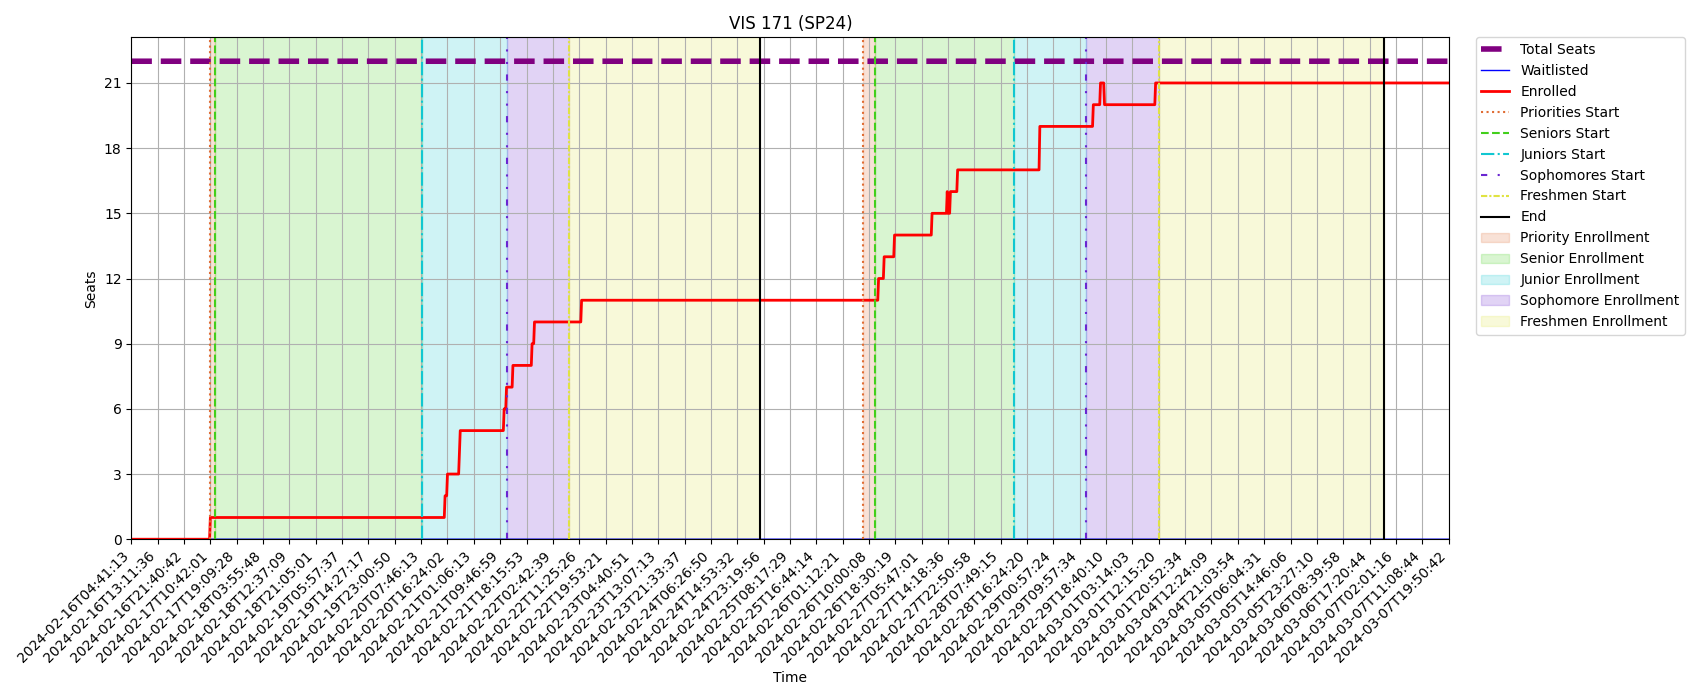 VIS 171 (SP24)
Total Seats
Waitlisted
Enrolled
Priorities Start
Seniors Start
Juniors Start
Sophomores Start
Freshmen Start
End
Priority Enrollment
Senior Enrollment
Junior Enrollment
Sophomore Enrollment
Freshmen Enrollment
Seats
21
18
15
12
9
6
3
0
2024-02-16T04:41:13
2024-02-16T13:11:36
2024-02-16T21:40:42
2024-02-17T10:42:01
2024-02-17T19:09:28
2024-02-18T03:55:48
2024-02-18T12:37:09
2024-02-18T21:05:01
2024-02-19T05:57:37
2024-02-19T14:27:17
2024-02-19T23:00:50
2024-02-20T07:46:13
2024-02-20T16:24:02
2024-02-21T01:06:13
2024-02-21T09:46:59
2024-02-21T18:15:53
2024-02-22T02:42:39
2024-02-22T11:25:26
2024-02-22T19:53:21
2024-02-23T04:40:51
2024-02-23T13:07:13
2024-02-23T21:33:37
2024-02-24T06:26:50
2024-02-24T14:53:32
2024-02-24T23:19:56
2024-02-25T08:17:29
2024-02-25T16:44:14
2024-02-26T01:12:21
2024-02-26T10:00:08
2024-02-26T18:30:19
2024-02-27T05:47:01
2024-02-27T14:18:36
2024-02-27T22:50:58
2024-02-28T07:49:15
2024-02-28T16:24:20
2024-02-29T00:57:24
2024-02-29T09:57:34
2024-02-29T18:40:10
2024-03-01T03:14:03
2024-03-01T12:15:20
2024-03-01T20:52:34
2024-03-04T12:24:09
2024-03-04T21:03:54
2024-03-05T06:04:31
2024-03-05T14:46:06
2024-03-05T23:27:10
2024-03-06T08:39:58
2024-03-06T17:20:44
2024-03-07T02:01:16
2024-03-07T11:08:44
2024-03-07T19:50:42
Time